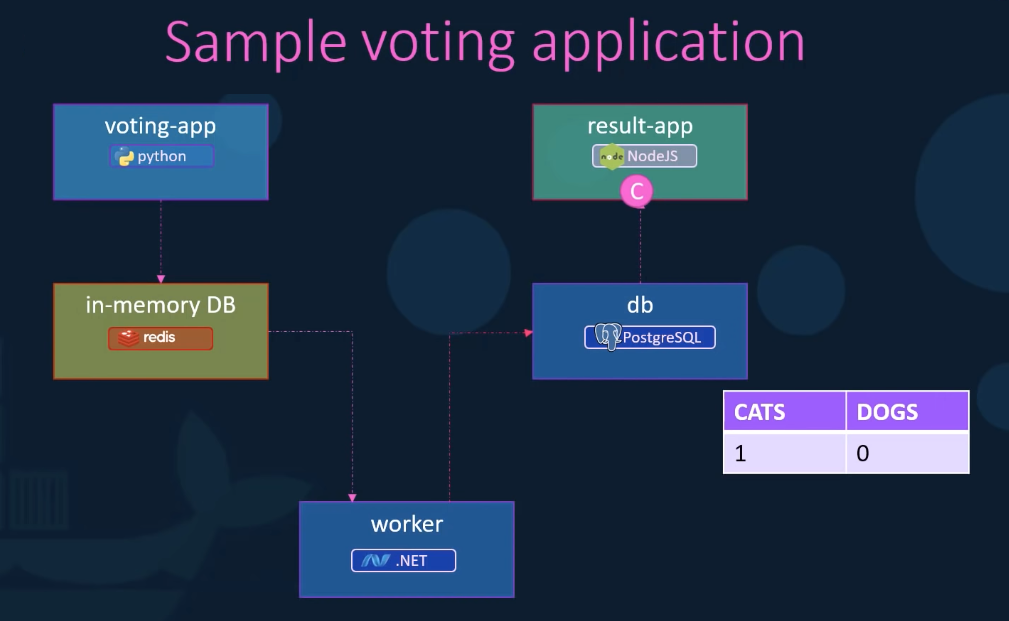 Sample voting application
voting-app
python
result-app
node NodeJS
C
in-memory DB
redis
db
PostgreSQL
CATS DOGS
1 0
worker
.NET